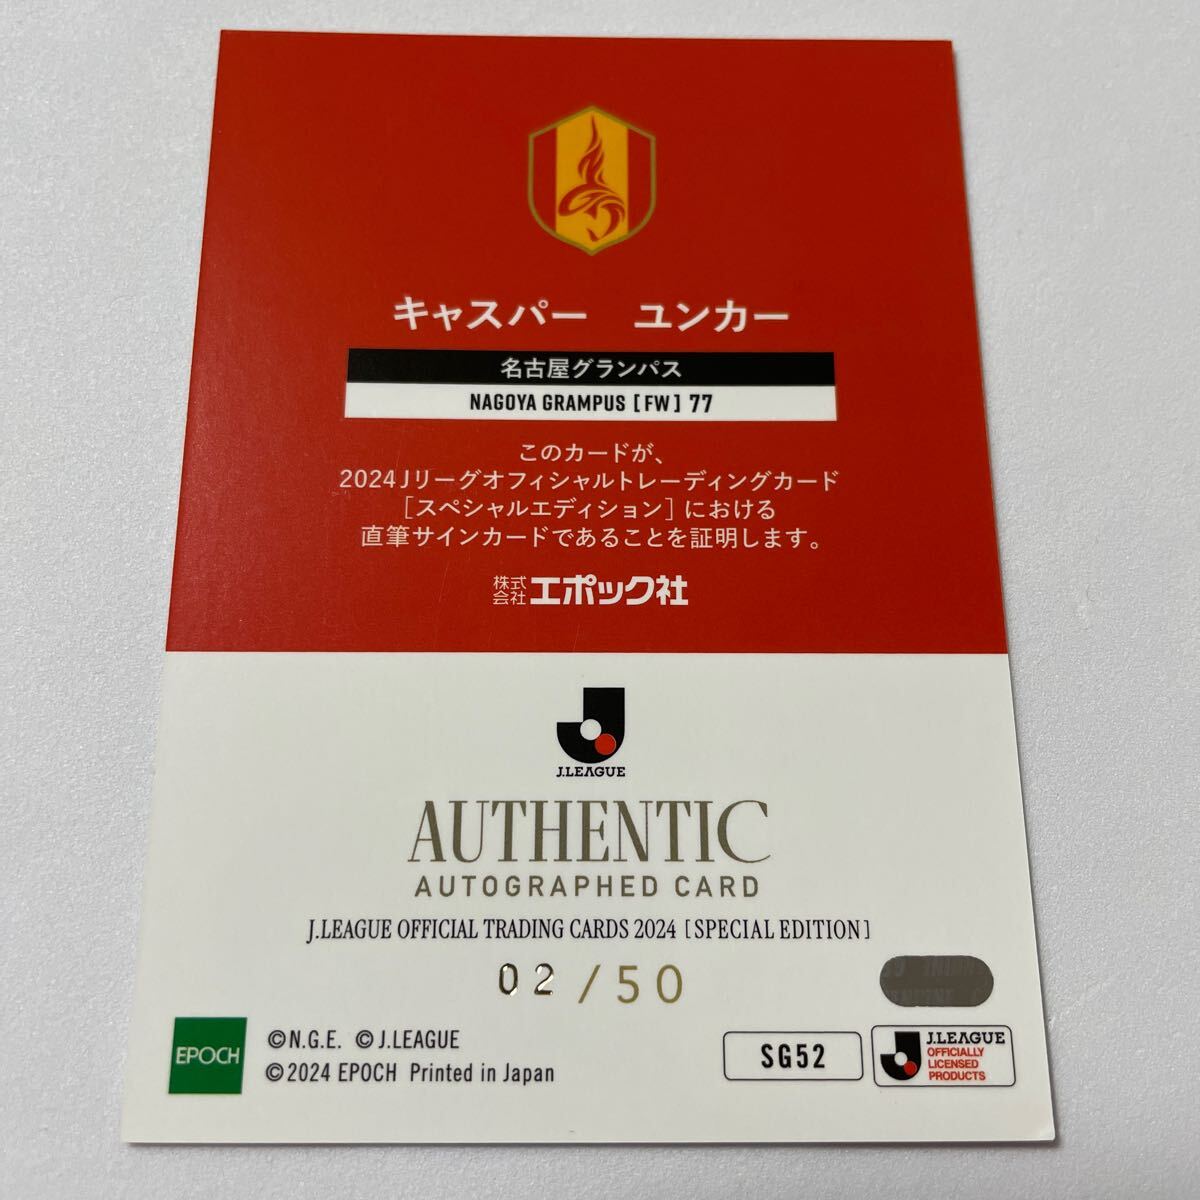 キャスパー　ユンカー
名古屋グランパス
NAGOYA GRAMPUS [FW] 77
このカードが、
2024Jリーグオフィシャルトレーディングカード
[スペシャルエディション]における
直筆サインカードであることを証明します。
株式会社 エポック社
J.LEAGUE
AUTHENTIC
AUTOGRAPHED CARD
J.LEAGUE OFFICIAL TRADING CARDS 2024 [SPECIAL EDITION]
02/50
EPOCH
©N.G.E. ©J.LEAGUE
©2024 EPOCH Printed in Japan
SG52
J.LEAGUE
OFFICIALLY
LICENSED
PRODUCTS